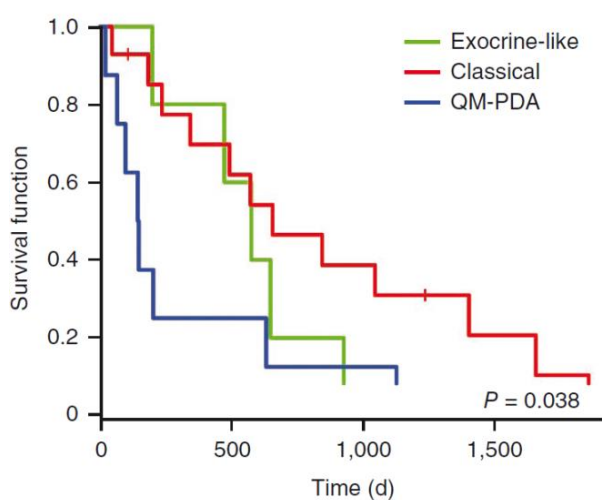 1.0
0.8
0.6
0.4
0.2
0
Survival function
Exocrine-like
Classical
QM-PDA
P = 0.038
0
500
1,000
1,500
Time (d)